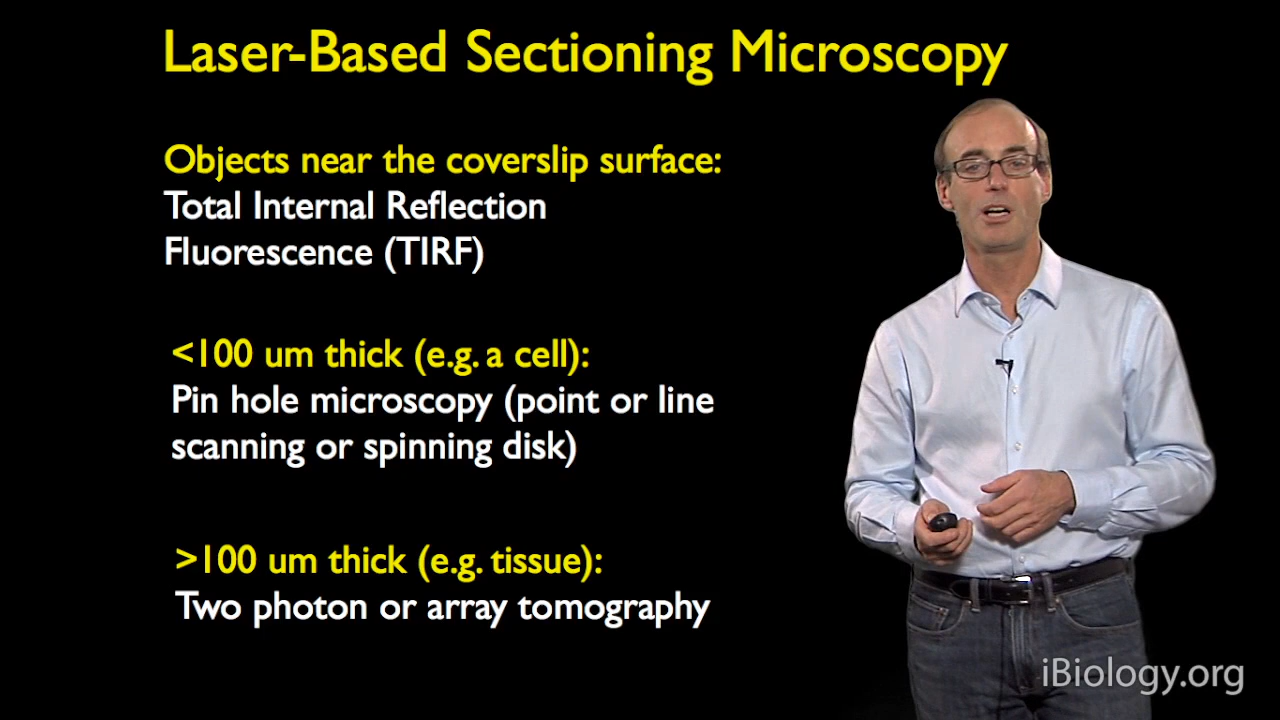 Laser-Based Sectioning Microscopy
Objects near the coverslip surface:
Total Internal Reflection
Fluorescence (TIRF)
<100 um thick (e.g. a cell):
Pin hole microscopy (point or line
scanning or spinning disk)
>100 um thick (e.g. tissue):
Two photon or array tomography
iBiology.org